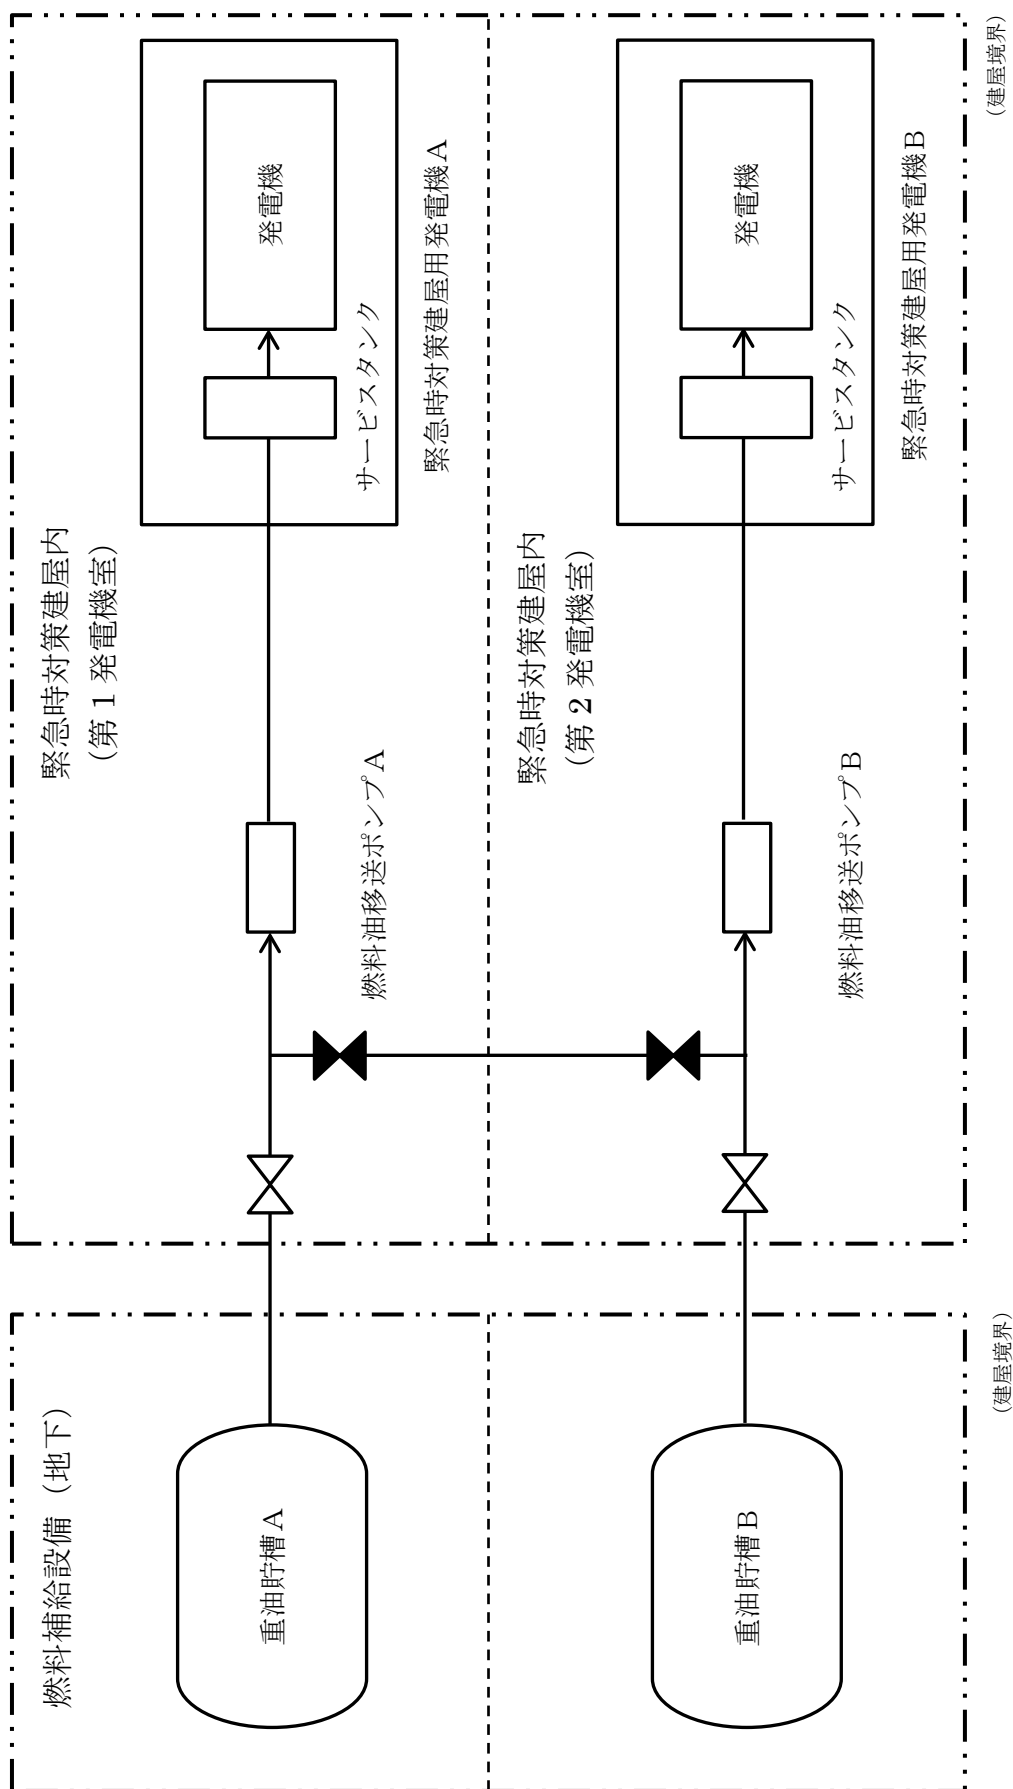 燃料補給設備（地下）
重油貯槽A
重油貯槽B
（建屋境界）
緊急時対策建屋内
（第1発電機室）
燃料油移送ポンプA
サービスタンク
発電機
緊急時対策建屋用発電機A
緊急時対策建屋内
（第2発電機室）
燃料油移送ポンプB
サービスタンク
発電機
緊急時対策建屋用発電機B
（建屋境界）